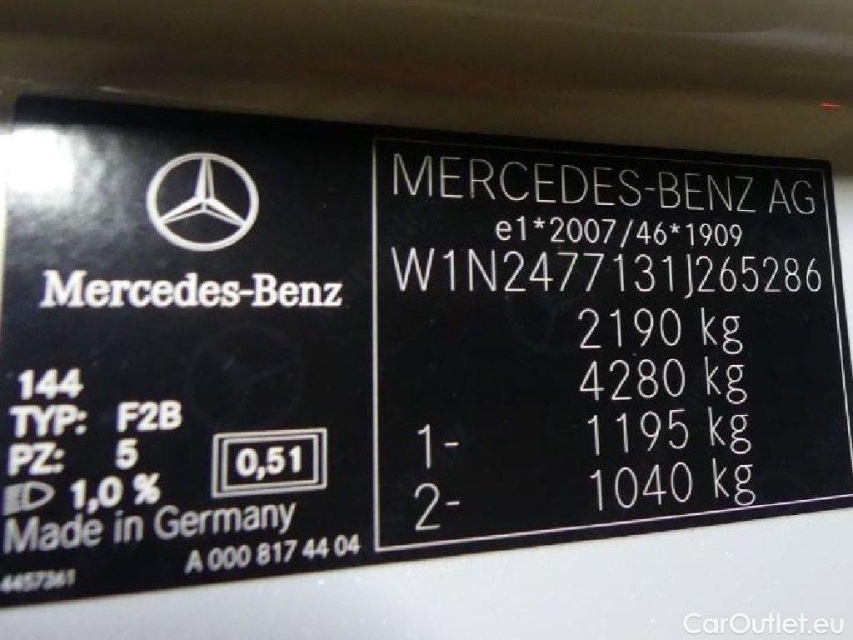 Mercedes-Benz
144
TYP: F2B
PZ: 5
1,0 %
0,51
Made in Germany
A 000 817 44 04
4457361
MERCEDES-BENZ AG
e1*2007/46*1909
W1N2477131J265286
2190 kg
4280 kg
1- 1195 kg
2- 1040 kg
CarOutlet.eu